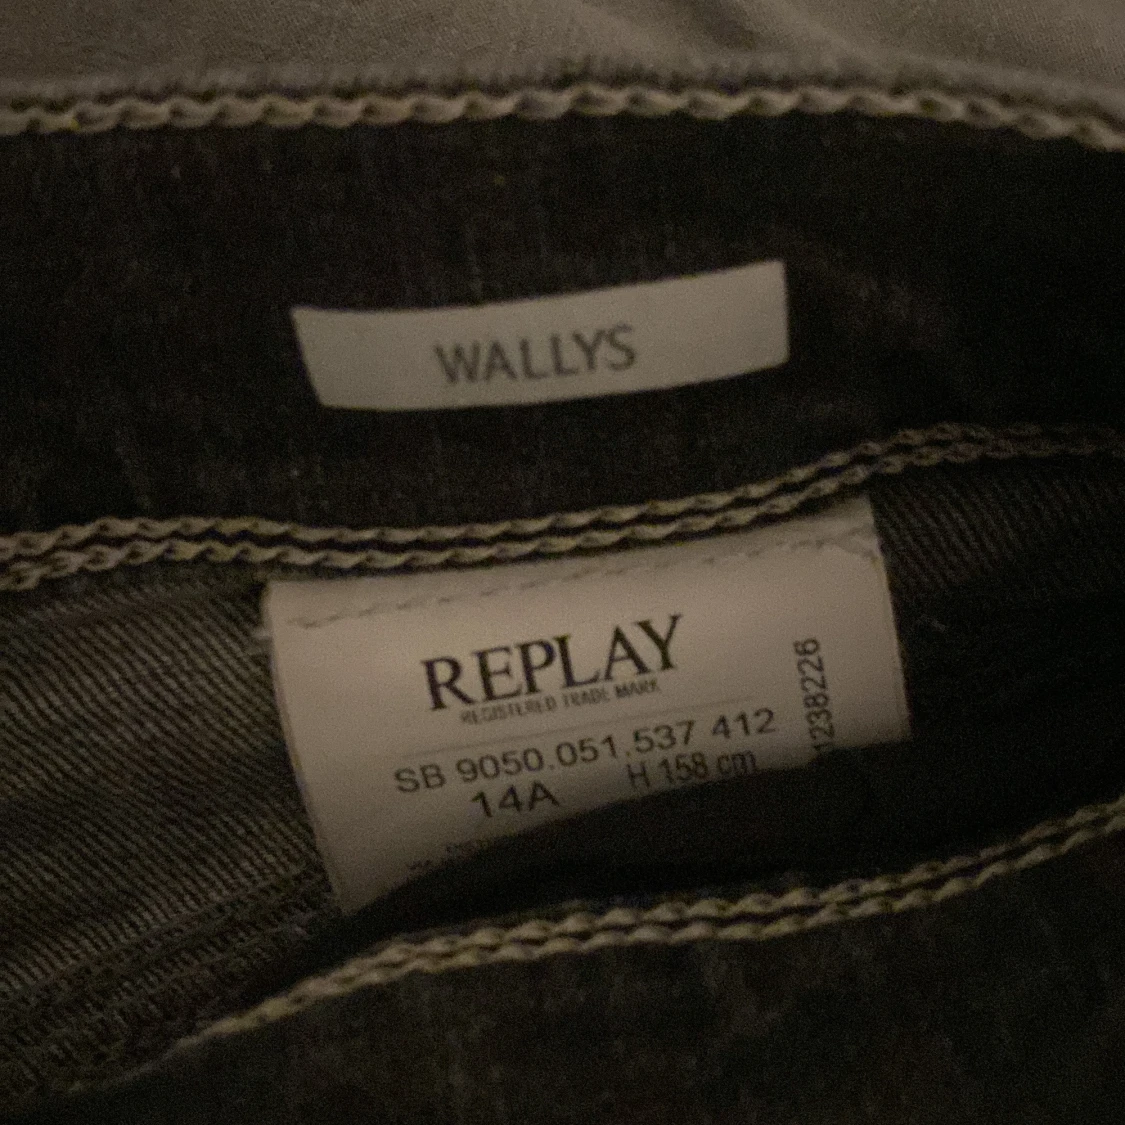 WALLYS
REPLAY
REGISTERED TRADE MARK
SB 9050.051.537 412
14A H 158 cm
1238226